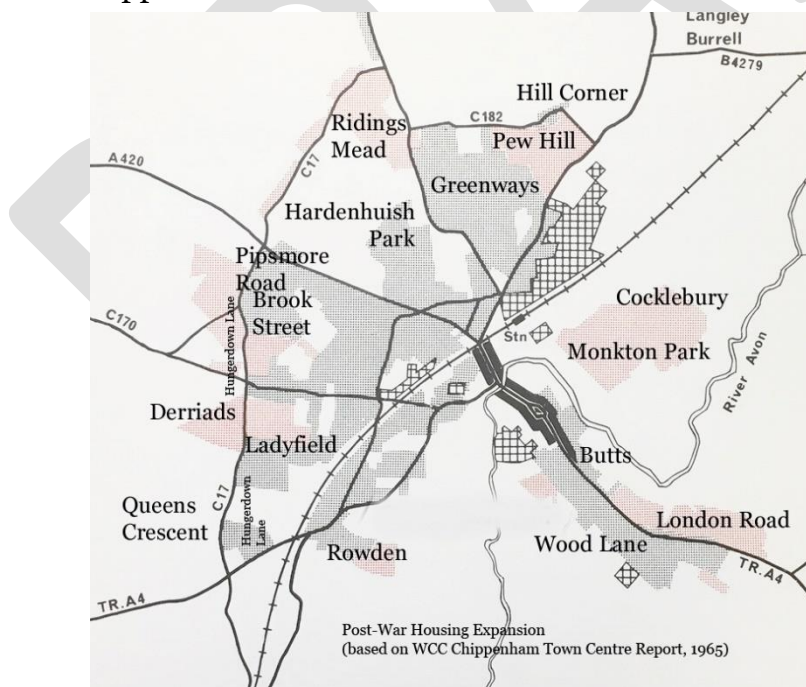 Langley
Burrell
B4279
Hill Corner
C182
Ridings
Mead
Pew Hill
C17
A420
Greenways
Hardenhuish
Park
Pipsmore
Road
Brook
Street
Cocklebury
C170
Hungerdown Lane
Stn
Monkton Park
River Avon
Derriads
Ladyfield
Butts
Queens
Crescent
C17
Hungerdown
Lane
London Road
Wood Lane
Rowden
TR.A4
TR.A4
Post-War Housing Expansion
(based on WCC Chippenham Town Centre Report, 1965)